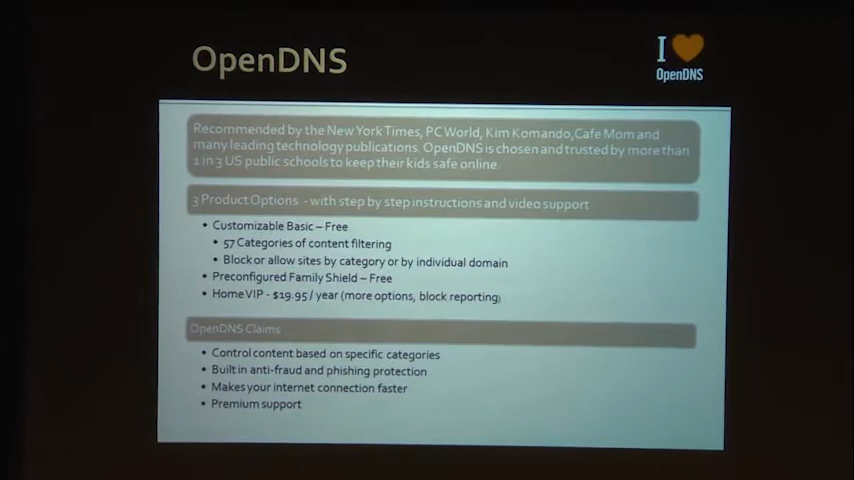 OpenDNS
I
OpenDNS
Recommended by the New York Times, PC World, Kim Komando,Cafe Mom and
many leading technology publications. OpenDNS is chosen and trusted by more than
1 in 3 US public schools to keep their kids safe online.
3 Product Options - with step by step instructions and video support
• Customizable Basic – Free
• 57 Categories of content filtering
• Block or allow sites by category or by individual domain
• Preconfigured Family Shield – Free
• Home VIP - $19.95 / year (more options, block reporting)
OpenDNS Claims
• Control content based on specific categories
• Built in anti-fraud and phishing protection
• Makes your internet connection faster
• Premium support